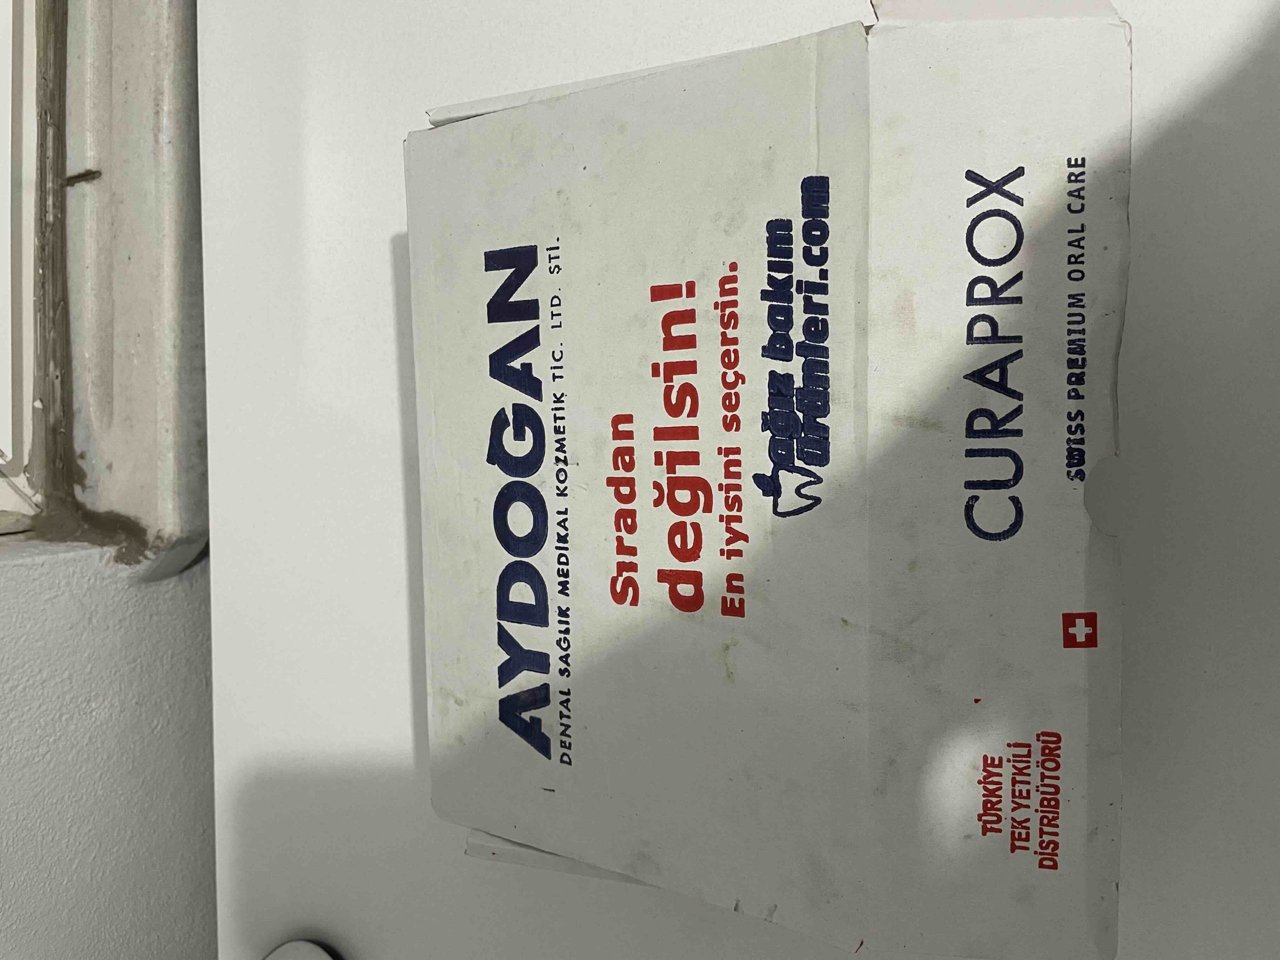 AYDOĞAN
DENTAL SAĞLIK MEDİKAL KOZMETİK TİC. LTD. ŞTİ.
Sıradan
değilsin!
En iyisini seçersin.
ağız bakım
ürünleri.com
CURAPROX
SWISS PREMIUM ORAL CARE
TÜRKİYE
TEK YETKİLİ
DİSTRİBÜTÖRÜ